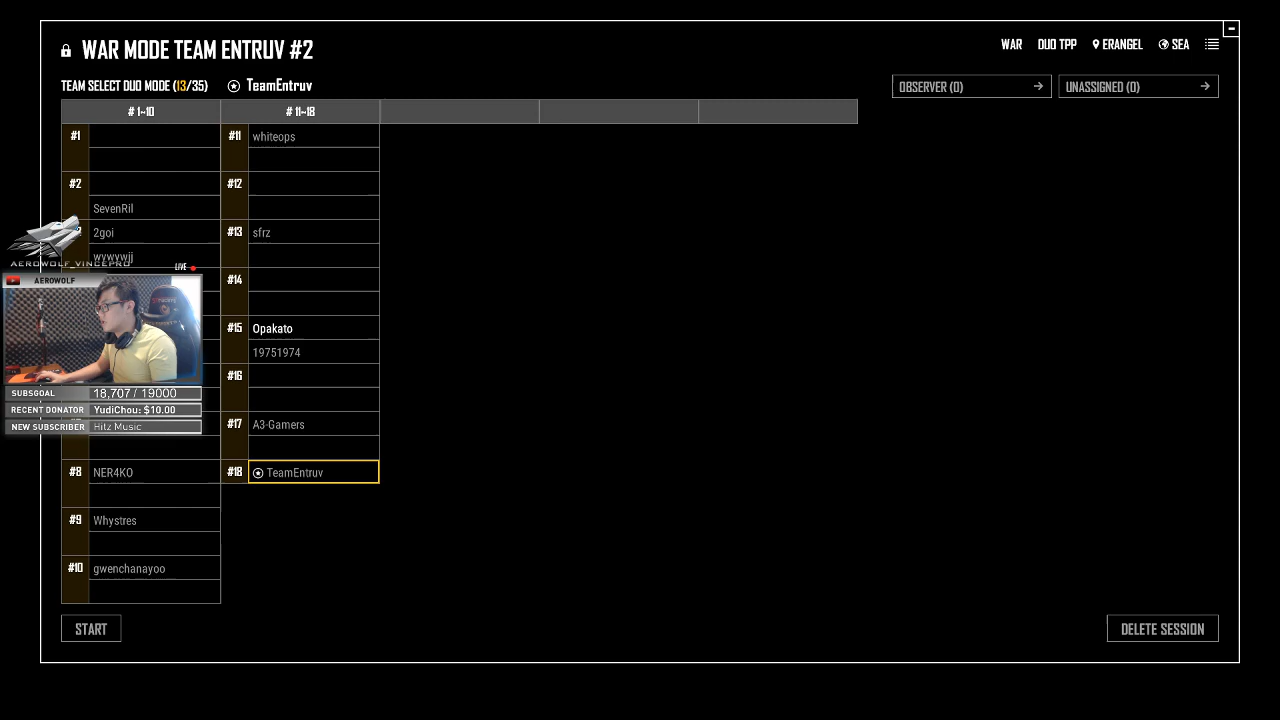 WAR MODE TEAM ENTRUV #2
WAR DUO TPP ERANGEL SEA
TEAM SELECT DUO MODE (13/35) TeamEntruv
OBSERVER (0) UNASSIGNED (0)
# 1~10 # 11~18
#1 #11 whiteops
#2 #12
SevenRil
2goi #13 sfrz
wywywjj
AEROWOLF_VINCEPRO
LIVE
AEROWOLF
#14
#15 Opakato
19751974
#16
SUBSGOAL 18,707 / 19000
RECENT DONATOR YudiChou: $10.00
NEW SUBSCRIBER Hitz Music
#17 A3-Gamers
#8 NER4KO #18 TeamEntruv
#9 Whystres
#10 gwenchanayoo
START DELETE SESSION